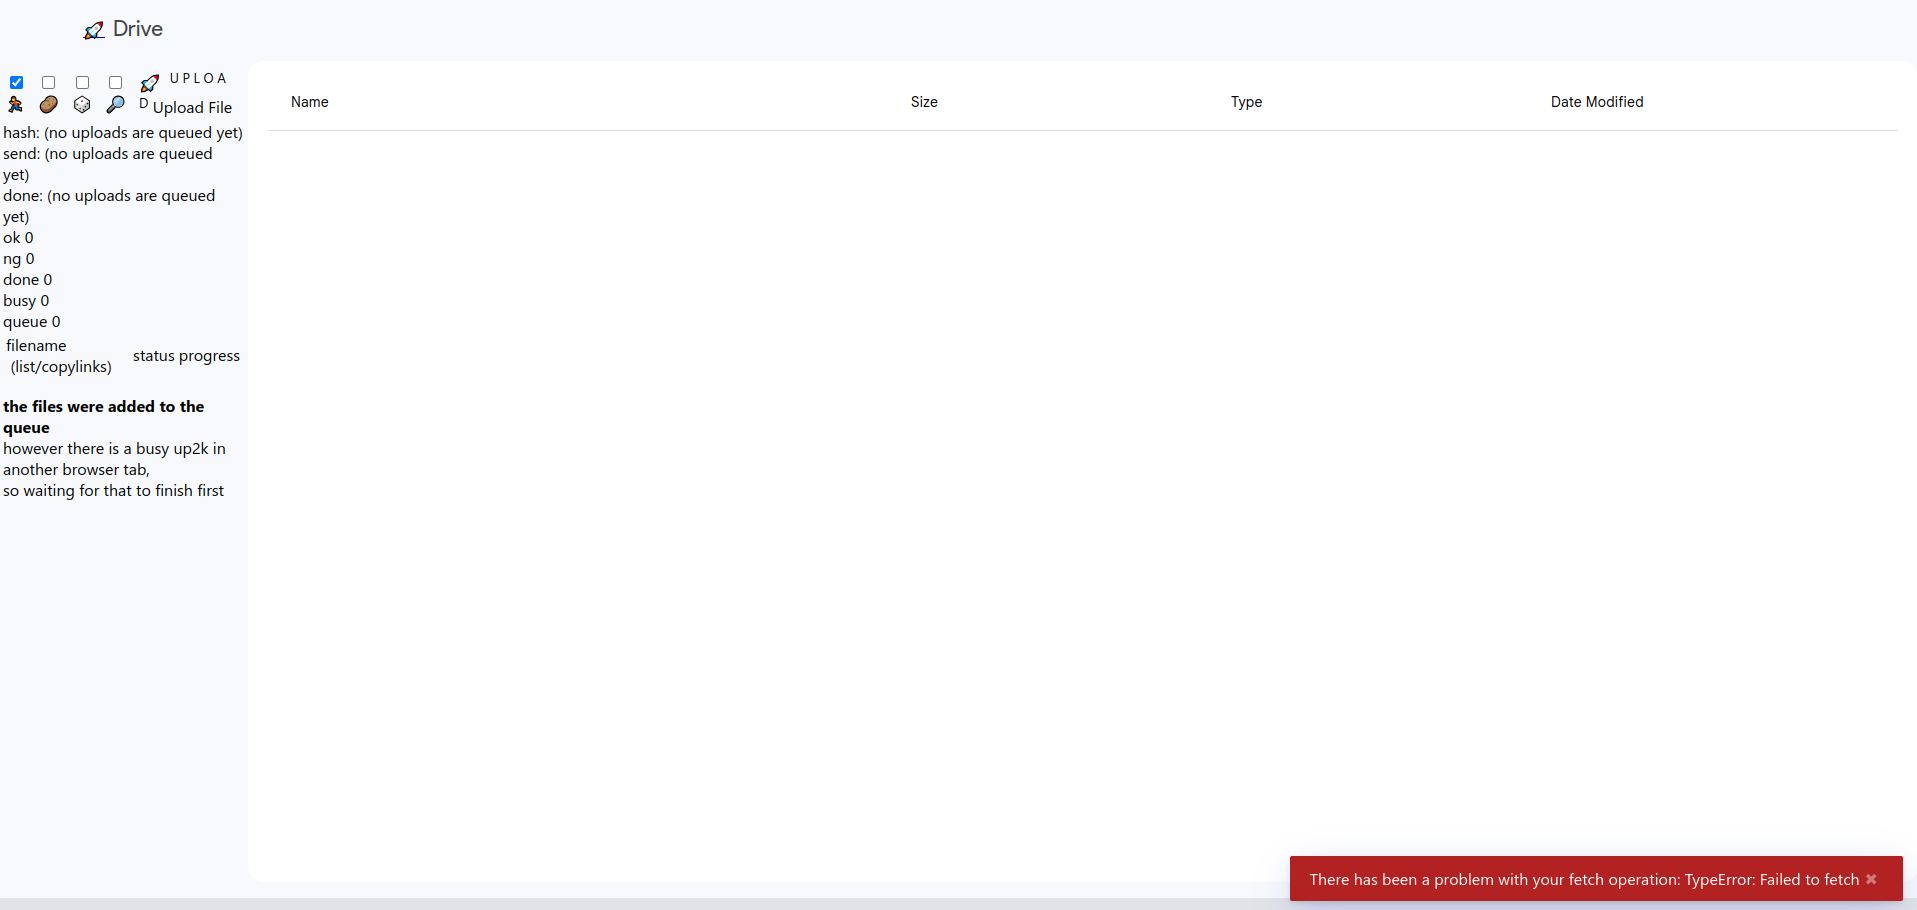 Drive
UPLOA
D Upload File
hash: (no uploads are queued yet)
send: (no uploads are queued
yet)
done: (no uploads are queued
yet)
ok 0
ng 0
done 0
busy 0
queue 0
filename
(list/copylinks)
status progress
the files were added to the
queue
however there is a busy up2k in
another browser tab,
so waiting for that to finish first
Name Size Type Date Modified
There has been a problem with your fetch operation: TypeError: Failed to fetch ✖